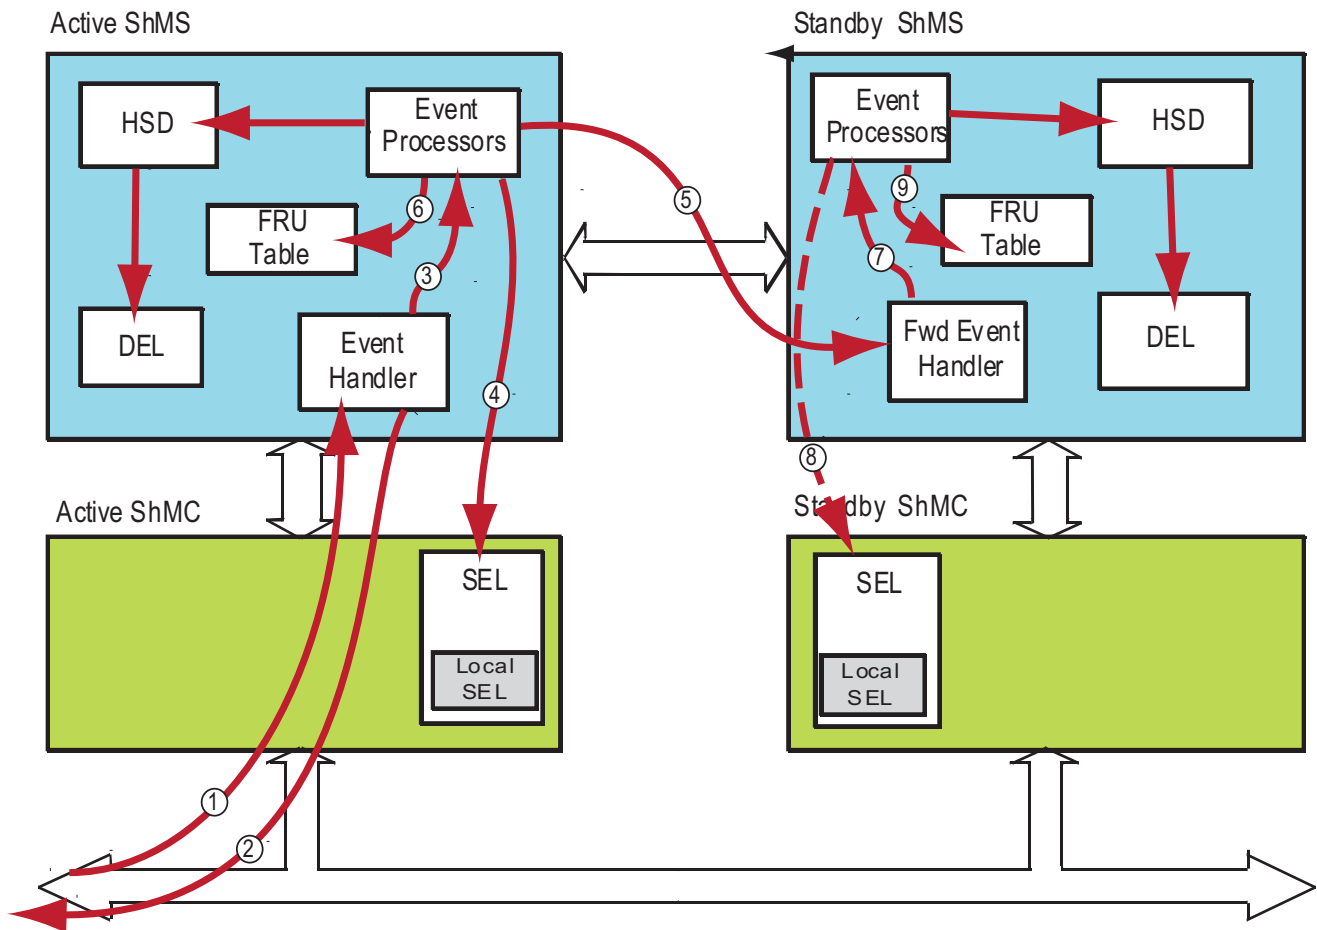 Active ShMS
Standby ShMS
HSD
Event
Processors
FRU
Table
DEL
Event
Handler
6
3
4
5
Event
Processors
HSD
9
FRU
Table
7
Fwd Event
Handler
DEL
8
Active ShMC
Standby ShMC
SEL
Local
SEL
SEL
Local
SEL
1
2